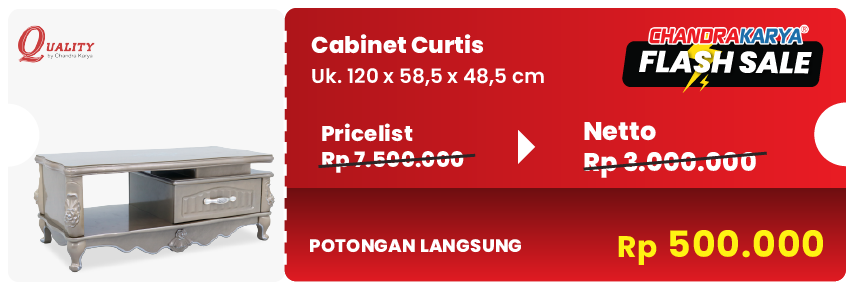 QUALITY
by Chandra Karya
Cabinet Curtis
Uk. 120 x 58,5 x 48,5 cm
CHANDRAKARYA®
FLASH SALE
Pricelist
Rp 7.500.000
Netto
Rp 3.000.000
POTONGAN LANGSUNG
Rp 500.000